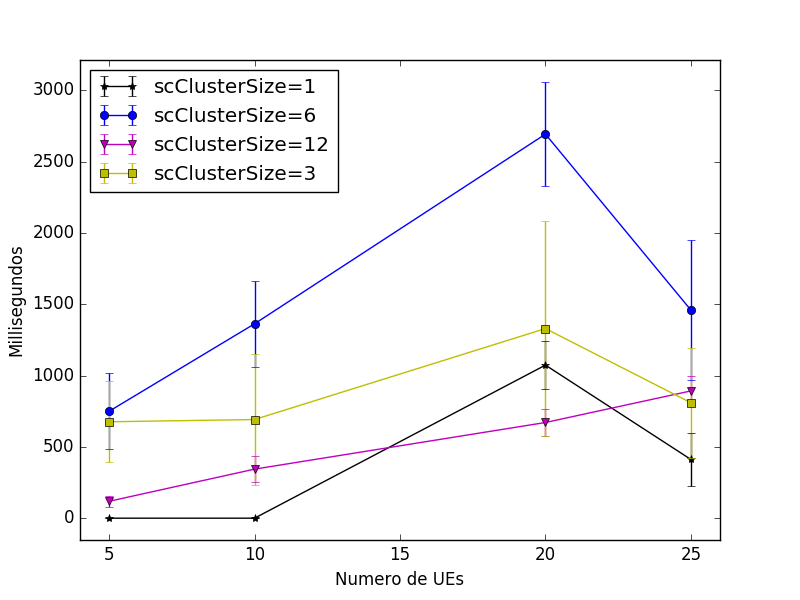 3000
2500
2000
1500
1000
500
0
scClusterSize=1
scClusterSize=6
scClusterSize=12
scClusterSize=3
Millisegundos
5
10
15
20
25
Numero de UEs